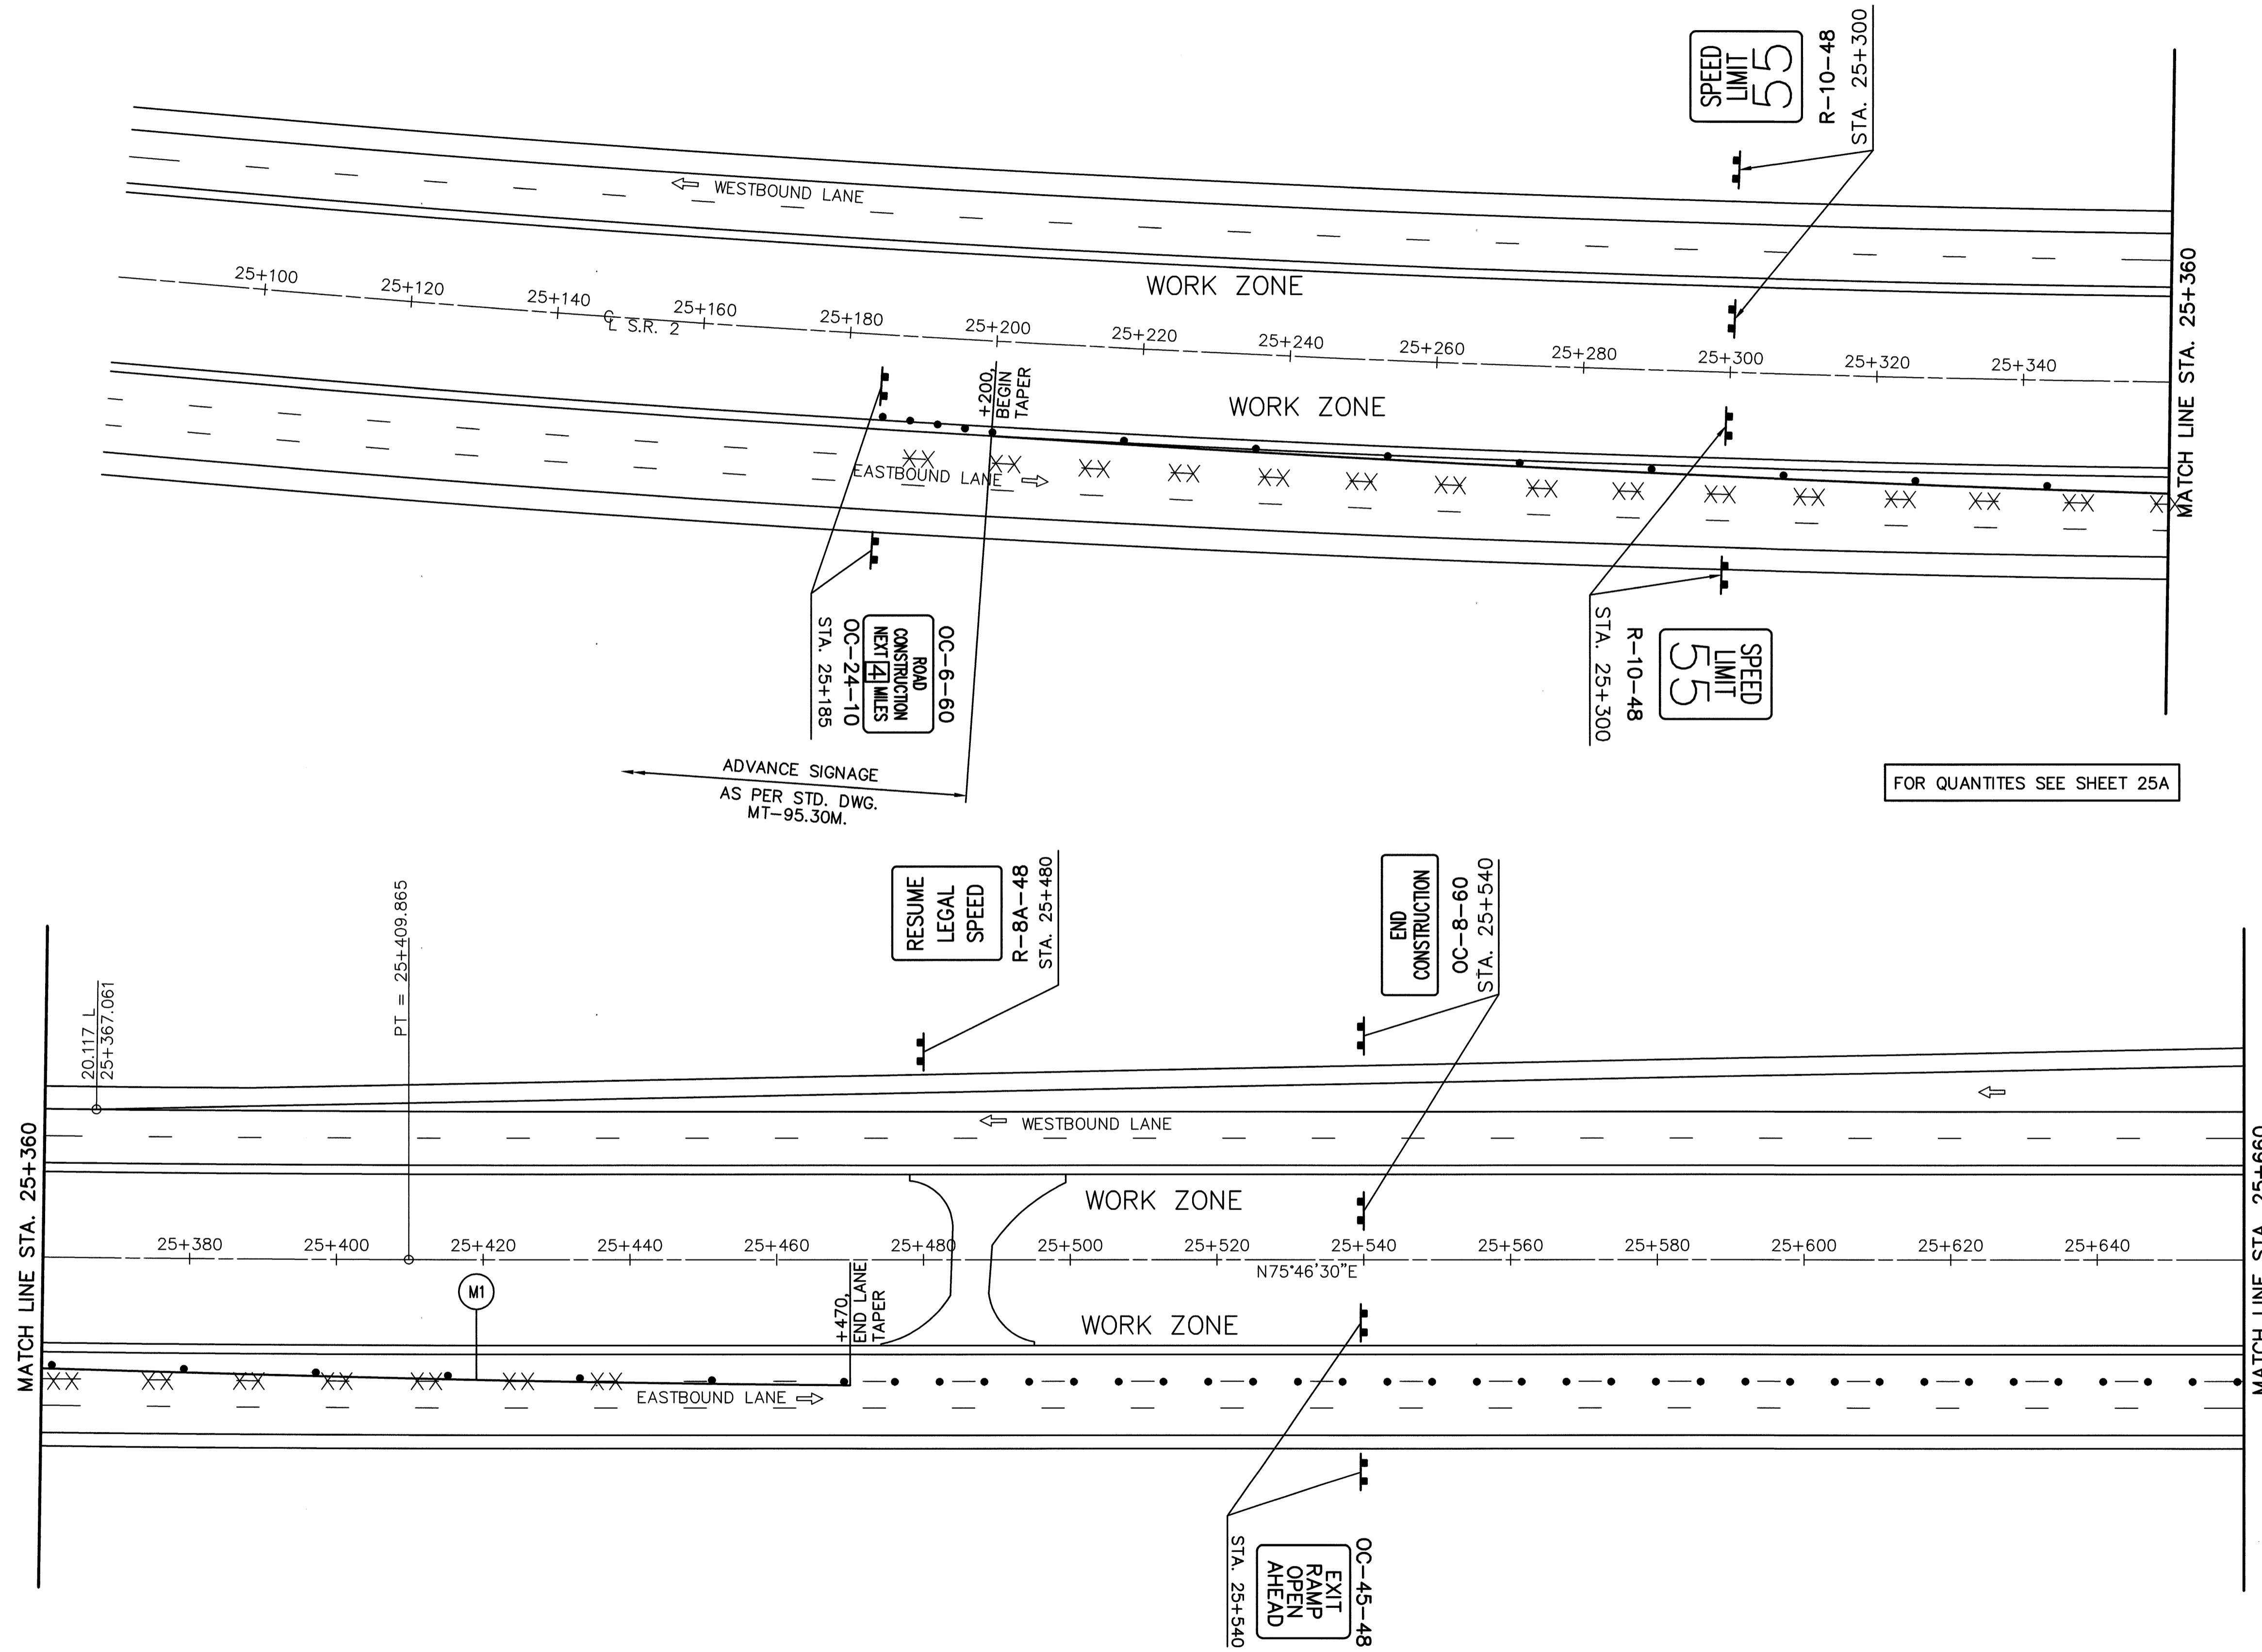 SPEED
LIMIT
55
R-10-48
STA. 25+300
WESTBOUND LANE
WORK ZONE
25+100
25+120
25+140
25+160
25+180
25+200
25+220
25+240
25+260
25+280
25+300
25+320
25+340
℄ S.R. 2
MATCH LINE STA. 25+360
+200,
BEGIN
TAPER
WORK ZONE
EASTBOUND LANE
OC-6-60
ROAD
CONSTRUCTION
NEXT 4 MILES
OC-24-10
STA. 25+185
SPEED
LIMIT
55
R-10-48
STA. 25+300
ADVANCE SIGNAGE
AS PER STD. DWG.
MT-95.30M.
FOR QUANTITES SEE SHEET 25A
RESUME
LEGAL
SPEED
R-8A-48
STA. 25+480
END
CONSTRUCTION
OC-8-60
STA. 25+540
20.117 L
25+367.061
PT = 25+409.865
WESTBOUND LANE
MATCH LINE STA. 25+360
WORK ZONE
25+380
25+400
25+420
25+440
25+460
25+480
25+500
25+520
25+540
25+560
25+580
25+600
25+620
25+640
N75°46'30"E
M1
+470,
END LANE
TAPER
WORK ZONE
EASTBOUND LANE
MATCH LINE STA. 25+660
OC-45-48
EXIT
RAMP
OPEN
AHEAD
STA. 25+540